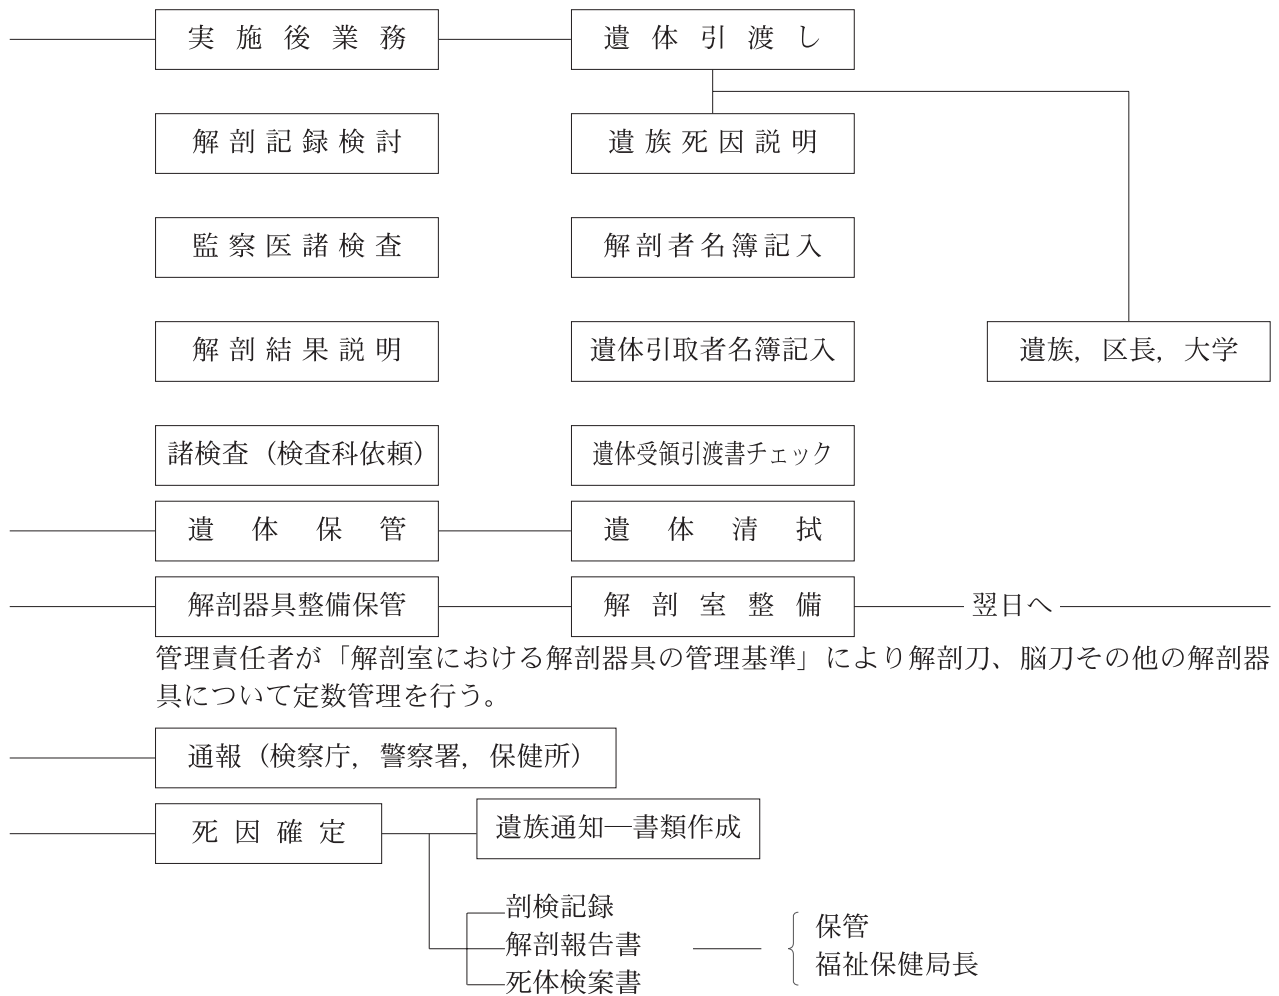 実施後業務
遺体引渡し
解剖記録検討
遺族死因説明
監察医諸検査
解剖者名簿記入
解剖結果説明
遺体引取者名簿記入
遺族，区長，大学
諸検査（検査科依頼）
遺体受領引渡書チェック
遺体保管
遺体清拭
解剖器具整備保管
解剖室整備
翌日へ
管理責任者が「解剖室における解剖器具の管理基準」により解剖刀、脳刀その他の解剖器
具について定数管理を行う。
通報（検察庁，警察署，保健所）
死因確定
遺族通知―書類作成
剖検記録
解剖報告書
死体検案書
保管
福祉保健局長